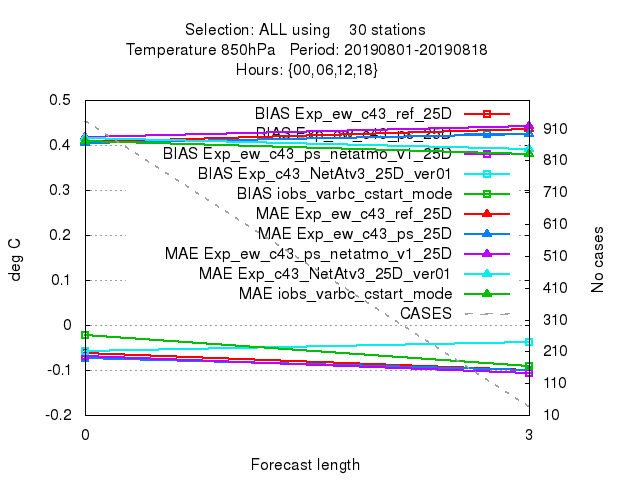 Selection: ALL using 30 stations
Temperature 850hPa Period: 20190801-20190818
Hours: {00,06,12,18}
0.5
0.4
0.3
0.2
0.1
0
-0.1
-0.2
deg C
BIAS Exp_ew_c43_ref_25D
BIAS Exp_ew_c43_ps_25D
BIAS Exp_ew_c43_ps_netatmo_v1_25D
BIAS Exp_c43_NetAtv3_25D_ver01
BIAS iobs_varbc_cstart_mode
MAE Exp_ew_c43_ref_25D
MAE Exp_ew_c43_ps_25D
MAE Exp_ew_c43_ps_netatmo_v1_25D
MAE Exp_c43_NetAtv3_25D_ver01
MAE iobs_varbc_cstart_mode
CASES
910
810
710
610
510
410
310
210
110
10
No cases
0 3
Forecast length